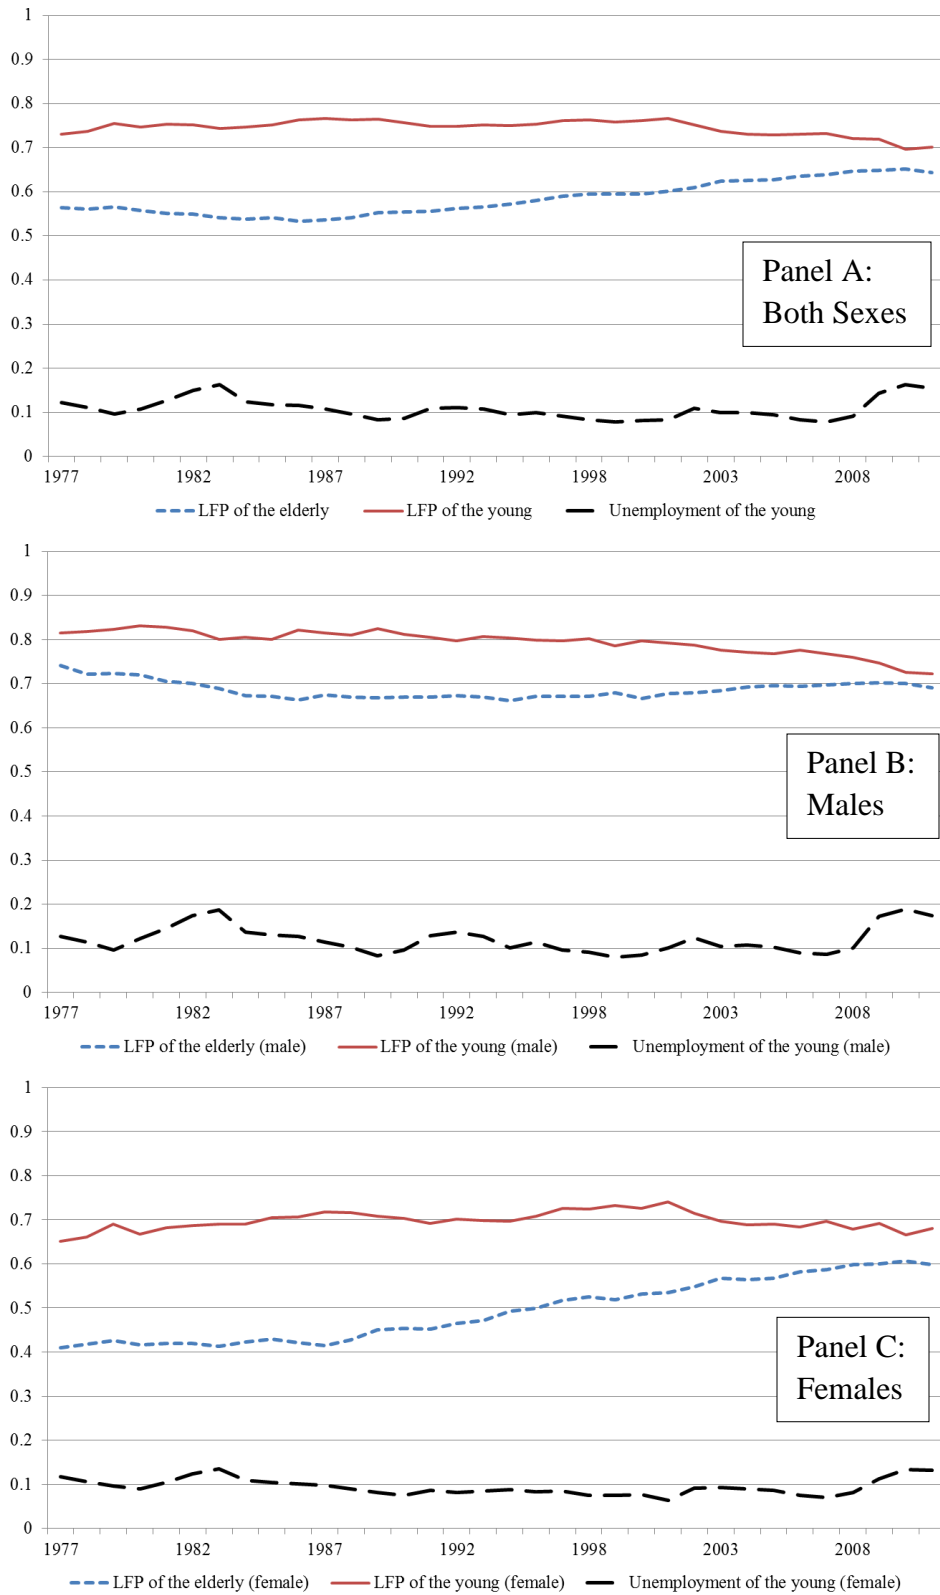 1
0.9
0.8
0.7
0.6
0.5
0.4
0.3
0.2
0.1
0
Panel A:
Both Sexes
1977 1982 1987 1992 1998 2003 2008
LFP of the elderly LFP of the young Unemployment of the young
1
0.9
0.8
0.7
0.6
0.5
0.4
0.3
0.2
0.1
0
Panel B:
Males
1977 1982 1987 1992 1998 2003 2008
LFP of the elderly (male) LFP of the young (male) Unemployment of the young (male)
1
0.9
0.8
0.7
0.6
0.5
0.4
0.3
0.2
0.1
0
Panel C:
Females
1977 1982 1987 1992 1998 2003 2008
LFP of the elderly (female) LFP of the young (female) Unemployment of the young (female)